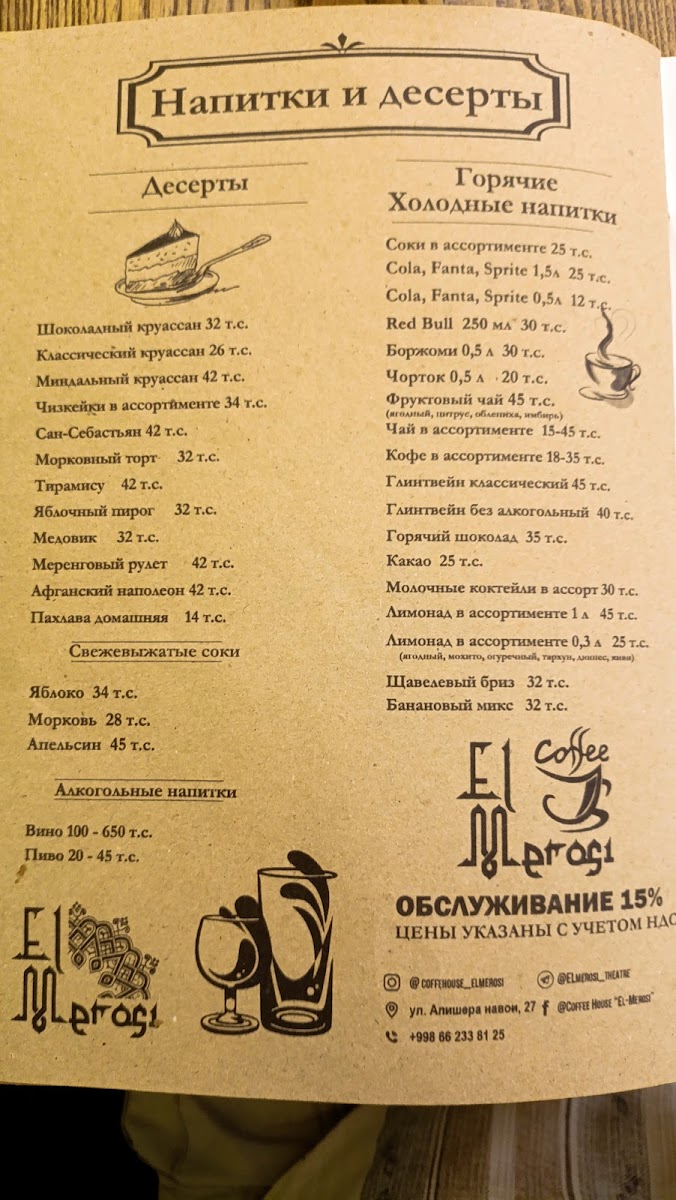 Напитки и десерты
Десерты
Шоколадный круассан 32 т.с.
Классический круассан 26 т.с.
Миндальный круассан 42 т.с.
Чизкейки в ассортименте 34 т.с.
Сан-Себастьян 42 т.с.
Морковный торт 32 т.с.
Тирамису 42 т.с.
Яблочный пирог 32 т.с.
Медовик 32 т.с.
Меренговый рулет 42 т.с.
Афганский наполеон 42 т.с.
Пахлава домашняя 14 т.с.
Свежевыжатые соки
Яблоко 34 т.с.
Морковь 28 т.с.
Апельсин 45 т.с.
Алкогольные напитки
Вино 100 - 650 т.с.
Пиво 20 - 45 т.с.
El
Merosi
Горячие
Холодные напитки
Соки в ассортименте 25 т.с.
Cola, Fanta, Sprite 1,5л 25 т.с.
Cola, Fanta, Sprite 0,5л 12 т.с.
Red Bull 250 мл 30 т.с.
Боржоми 0,5 л 30 т.с.
Чорток 0,5 л 20 т.с.
Фруктовый чай 45 т.с.
(ягодный, цитрус, облепиха, имбирь)
Чай в ассортименте 15-45 т.с.
Кофе в ассортименте 18-35 т.с.
Глинтвейн классический 45 т.с.
Глинтвейн без алкогольный 40 т.с.
Горячий шоколад 35 т.с.
Какао 25 т.с.
Молочные коктейли в ассорт 30 т.с.
Лимонад в ассортименте 1 л 45 т.с.
Лимонад в ассортименте 0,3 л 25 т.с.
(ягодный, мохито, огуречный, тархун, киви)
Щавелевый бриз 32 т.с.
Банановый микс 32 т.с.
El Coffee
Merosi
ОБСЛУЖИВАНИЕ 15%
ЦЕНЫ УКАЗАНЫ С УЧЕТОМ НДС
@ COFFEHOUSE_ELMEROSI
@ELMEROSI_THEATRE
ул. Алишера навои, 27
@COFFEE HOUSE "EL-MEROSI"
+998 66 233 81 25